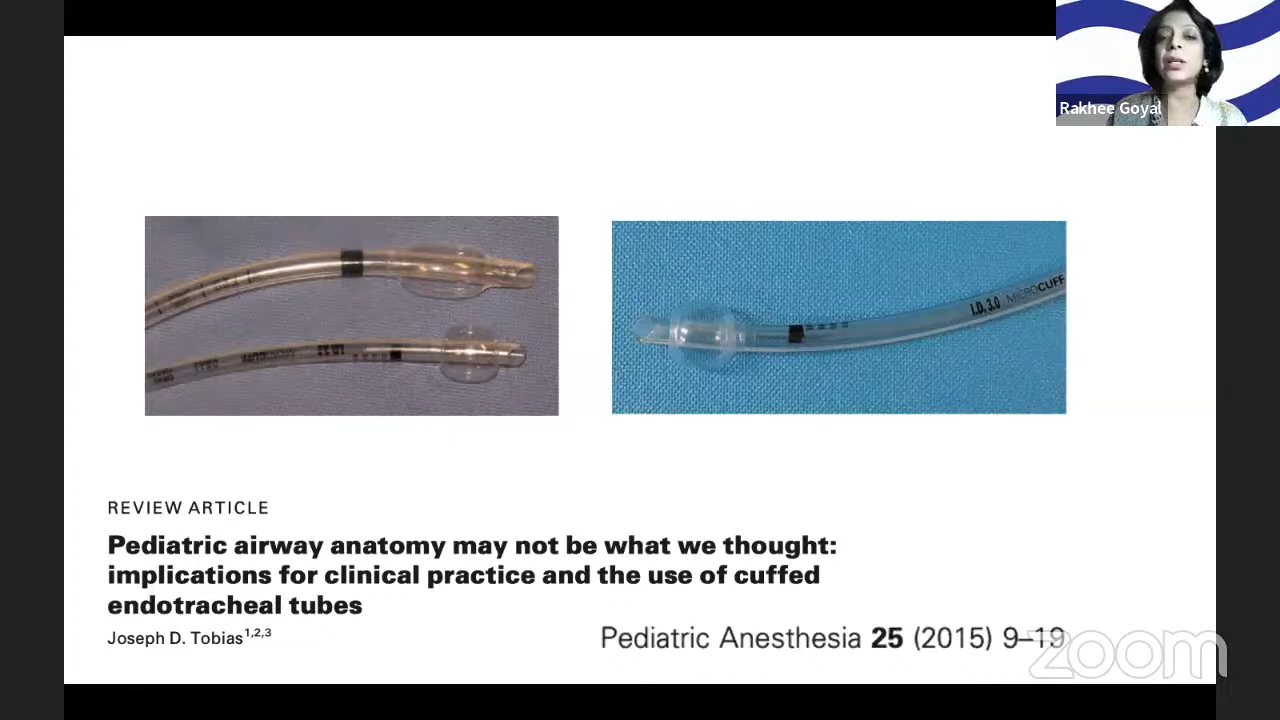 Rakhee Goyal
I.D. 3.0 MICROCUFF
REVIEW ARTICLE
Pediatric airway anatomy may not be what we thought:
implications for clinical practice and the use of cuffed
endotracheal tubes
Joseph D. Tobias1,2,3
Pediatric Anesthesia 25 (2015) 9–19
zoom